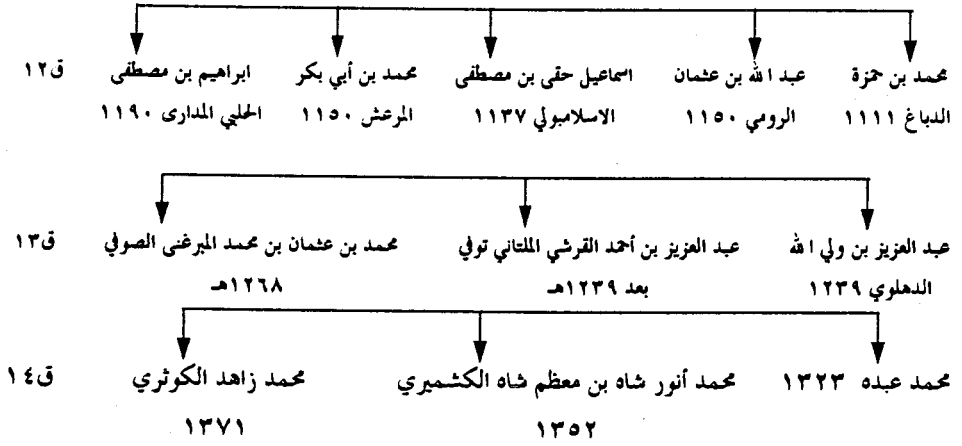 محمد بن حمزة عبد الله بن عثمان اسماعيل حقى بن مصطفى محمد بن أبي بكر ابراهيم بن مصطفى ق١٢
الدباغ ١١١١ الرومي ١١٥٠ الاسلامبولي ١١٣٧ المرعش ١١٥٠ الحلبي المدارى ١١٩٠
عبد العزيز بن ولي الله عبد العزيز بن أحمد القرشي الملتاني توفي محمد بن عثمان بن محمد الميرغنى الصوفي ق١٣
الدهلوي ١٢٣٩ بعد ١٢٣٩هـ ١٢٦٨هـ
محمد عبده ١٣٢٣ محمد أنور شاه بن معظم شاه الكشميري محمد زاهد الكوثري ق١٤
١٣٥٢ ١٣٧١